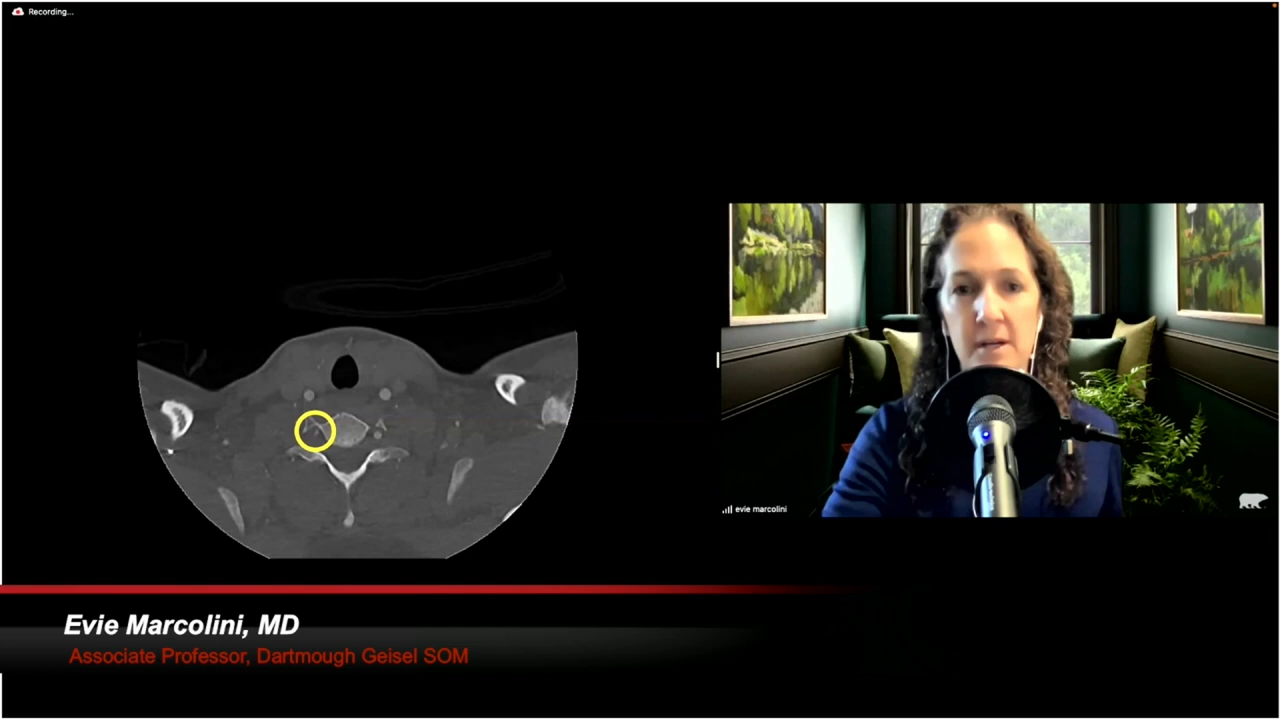 Recording...
evie marcolini
Evie Marcolini, MD
Associate Professor, Dartmough Geisel SOM